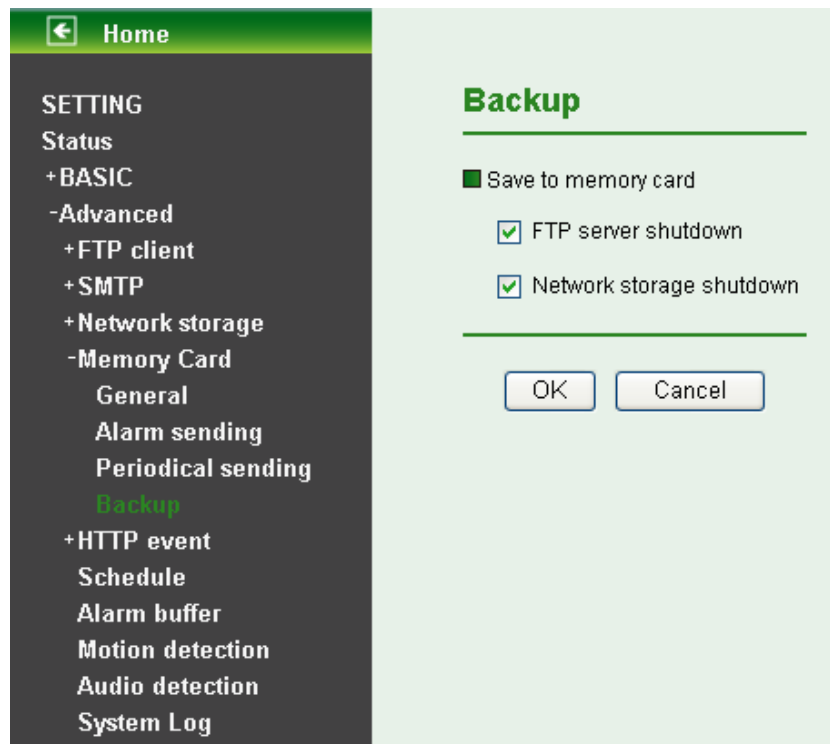 Home
SETTING
Status
+BASIC
-Advanced
+FTP client
+SMTP
+Network storage
-Memory Card
General
Alarm sending
Periodical sending
Backup
+HTTP event
Schedule
Alarm buffer
Motion detection
Audio detection
System Log
Backup
Save to memory card
FTP server shutdown
Network storage shutdown
OK Cancel